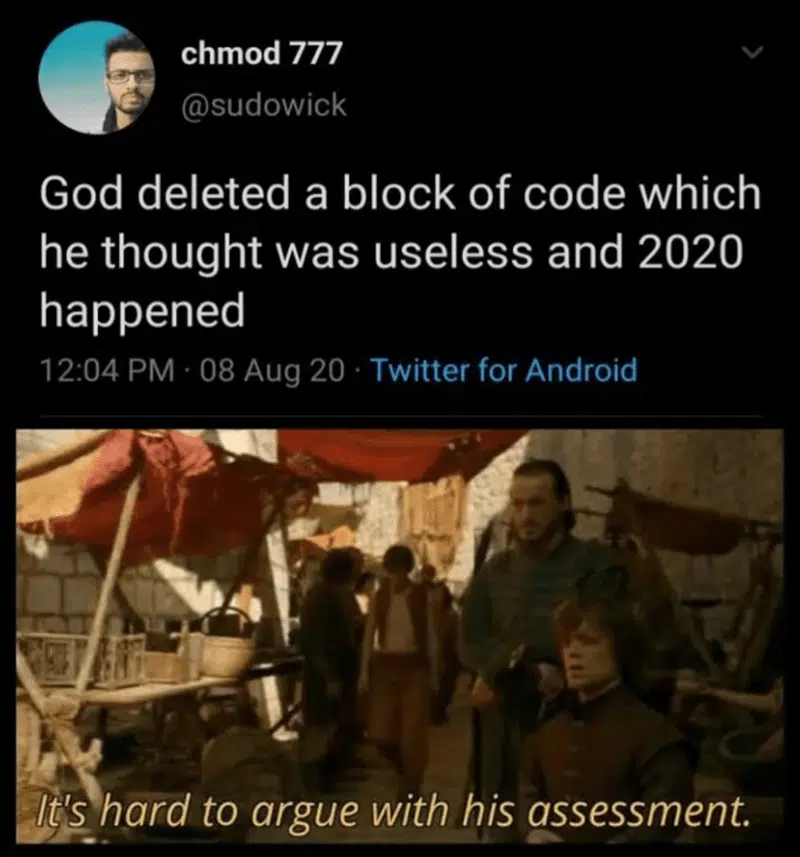 chmod 777
@sudowick
God deleted a block of code which
he thought was useless and 2020
happened
12:04 PM · 08 Aug 20 · Twitter for Android
It's hard to argue with his assessment.